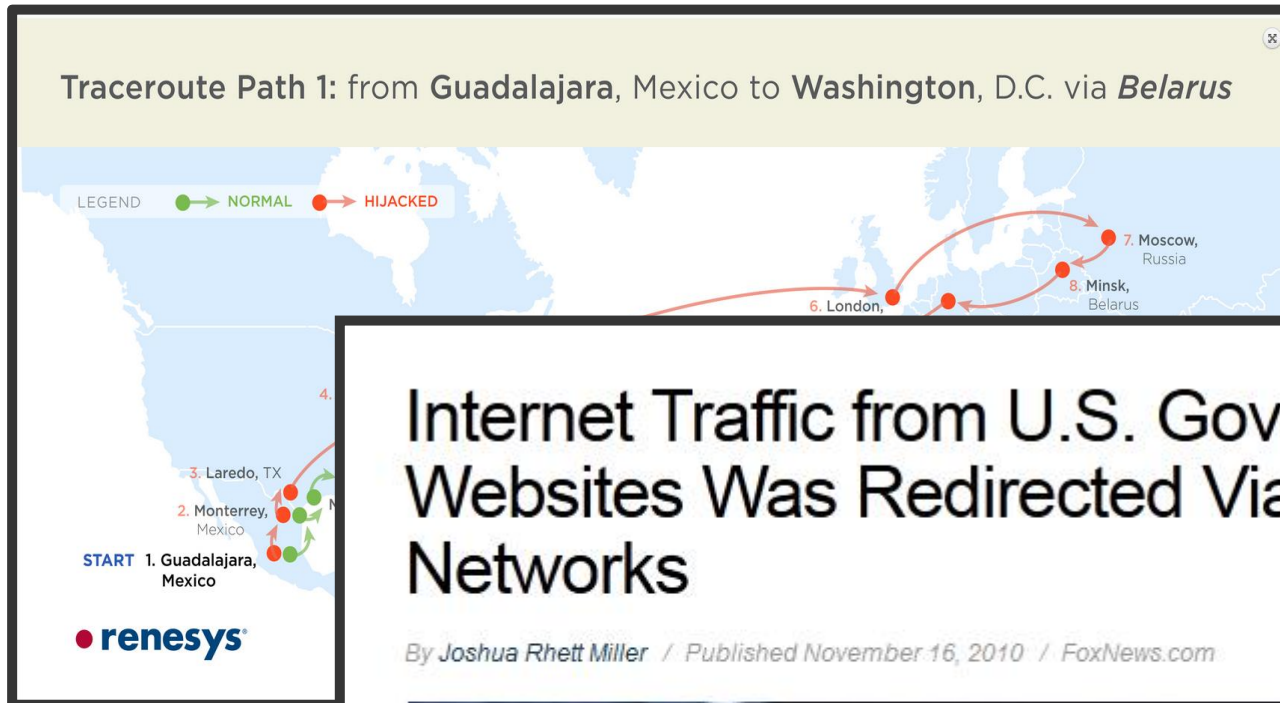 Traceroute Path 1: from Guadalajara, Mexico to Washington, D.C. via Belarus
LEGEND NORMAL HIJACKED
7. Moscow,
Russia
8. Minsk,
Belarus
6. London,
4.
3. Laredo, TX
2. Monterrey,
Mexico
START 1. Guadalajara,
Mexico
renesys
Internet Traffic from U.S. Gov
Websites Was Redirected Via
Networks
By Joshua Rhett Miller / Published November 16, 2010 / FoxNews.com